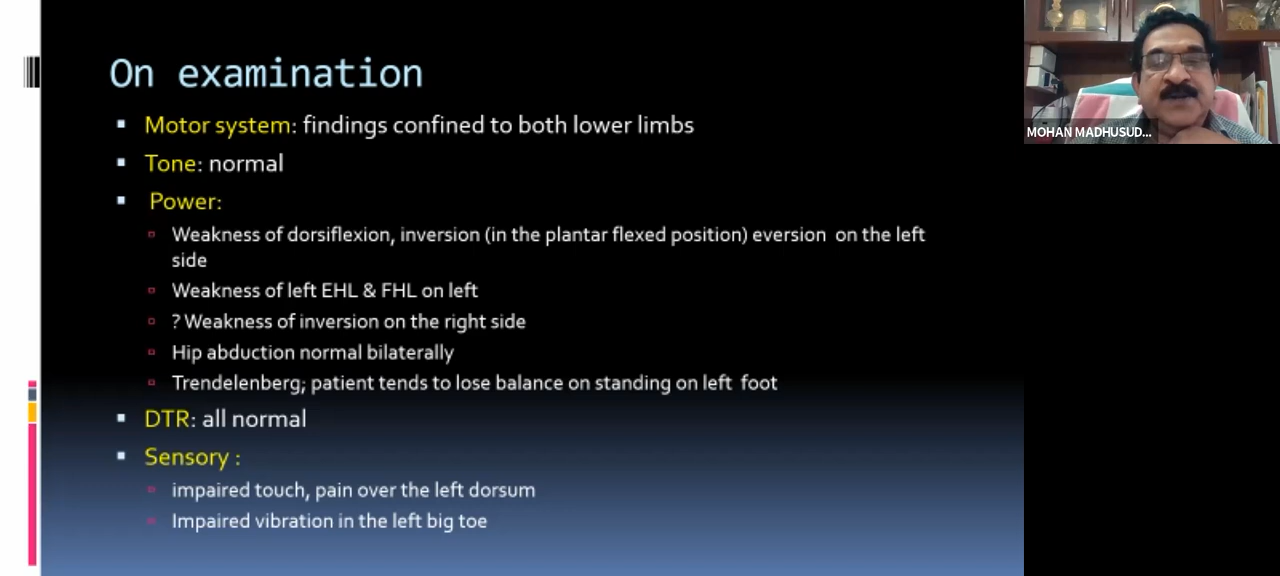 On examination
Motor system: findings confined to both lower limbs
Tone: normal
Power:
Weakness of dorsiflexion, inversion (in the plantar flexed position) eversion on the left
side
Weakness of left EHL & FHL on left
? Weakness of inversion on the right side
Hip abduction normal bilaterally
Trendelenberg; patient tends to lose balance on standing on left foot
DTR: all normal
Sensory :
impaired touch, pain over the left dorsum
Impaired vibration in the left big toe
MOHAN MADHUSUD...